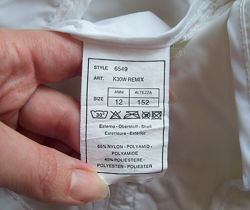 STYLE 6549
ART. K30W REMIX
SIZE ANNI ALTEZZA
12 152
Esterno - Oberstoff - Shell
Exterieure - Exterior
60% NYLON - POLYAMID -
POLYAMIDE
40% POLIESTERE -
POLYESTER - POLIESTER